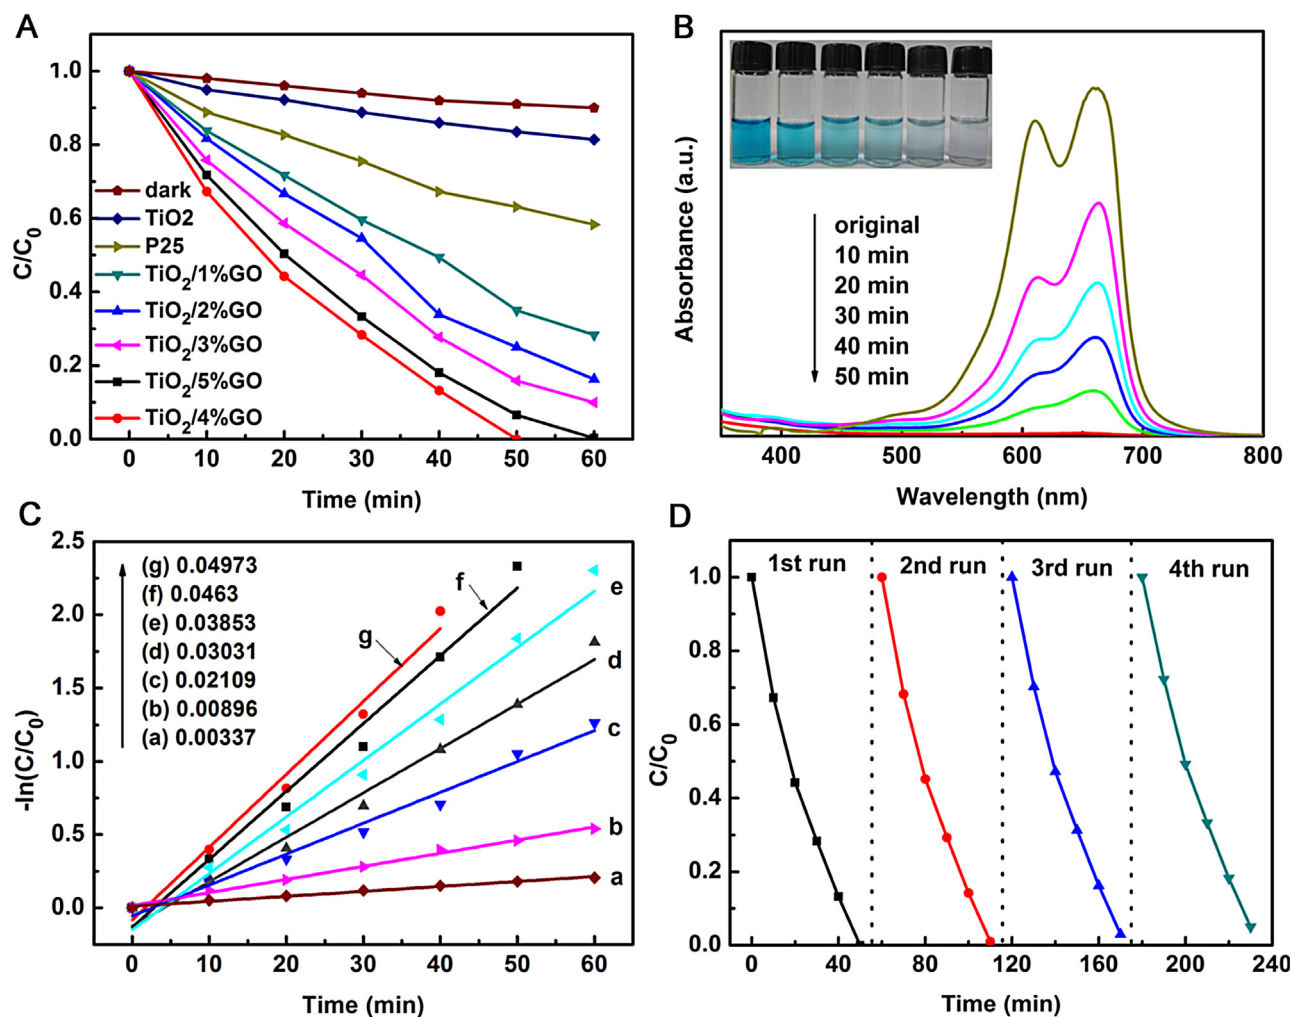 A
1.0
0.8
0.6
0.4
0.2
0.0
C/C0
dark
TiO2
P25
TiO2/1%GO
TiO2/2%GO
TiO2/3%GO
TiO2/5%GO
TiO2/4%GO
0 10 20 30 40 50 60
Time (min)
B
Absorbance (a.u.)
original
10 min
20 min
30 min
40 min
50 min
400 500 600 700 800
Wavelength (nm)
C
2.5
2.0
1.5
1.0
0.5
0.0
-ln(C/C0)
(g) 0.04973
(f) 0.0463
(e) 0.03853
(d) 0.03031
(c) 0.02109
(b) 0.00896
(a) 0.00337
g
f
e
d
c
b
a
0 10 20 30 40 50 60
Time (min)
D
1.0
0.8
0.6
0.4
0.2
0.0
C/C0
1st run 2nd run 3rd run 4th run
0 40 80 120 160 200 240
Time (min)